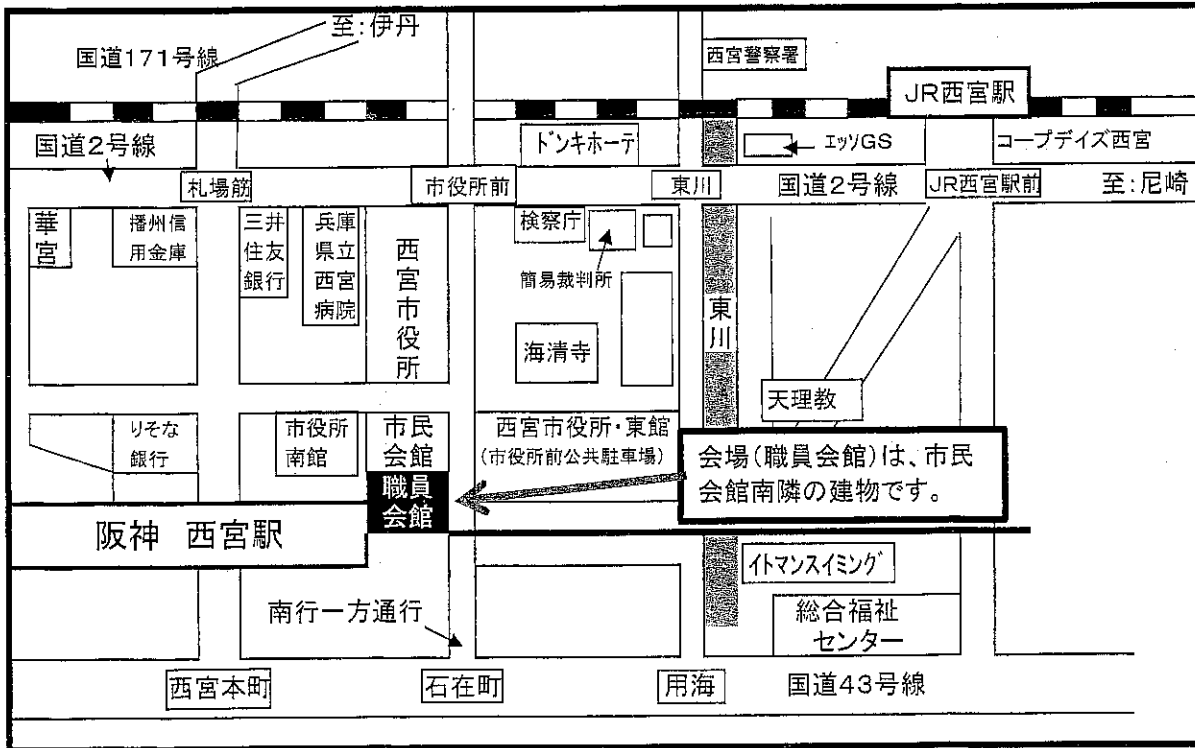 至:伊丹
国道171号線
西宮警察署
JR西宮駅
国道2号線
ドンキホーテ
エッソGS
コープデイズ西宮
札場筋
市役所前
東川
国道2号線
JR西宮駅前
至:尼崎
華宮
播州信
用金庫
三井
住友
銀行
兵庫
県立
西宮
病院
西宮市役所
検察庁
簡易裁判所
海清寺
東川
天理教
りそな
銀行
市役所
南館
市民
会館
西宮市役所・東館
(市役所前公共駐車場)
会場(職員会館)は、市民
会館南隣の建物です。
職員
会館
阪神 西宮駅
イトマンスイミング
南行一方通行
総合福祉
センター
西宮本町
石在町
用海
国道43号線